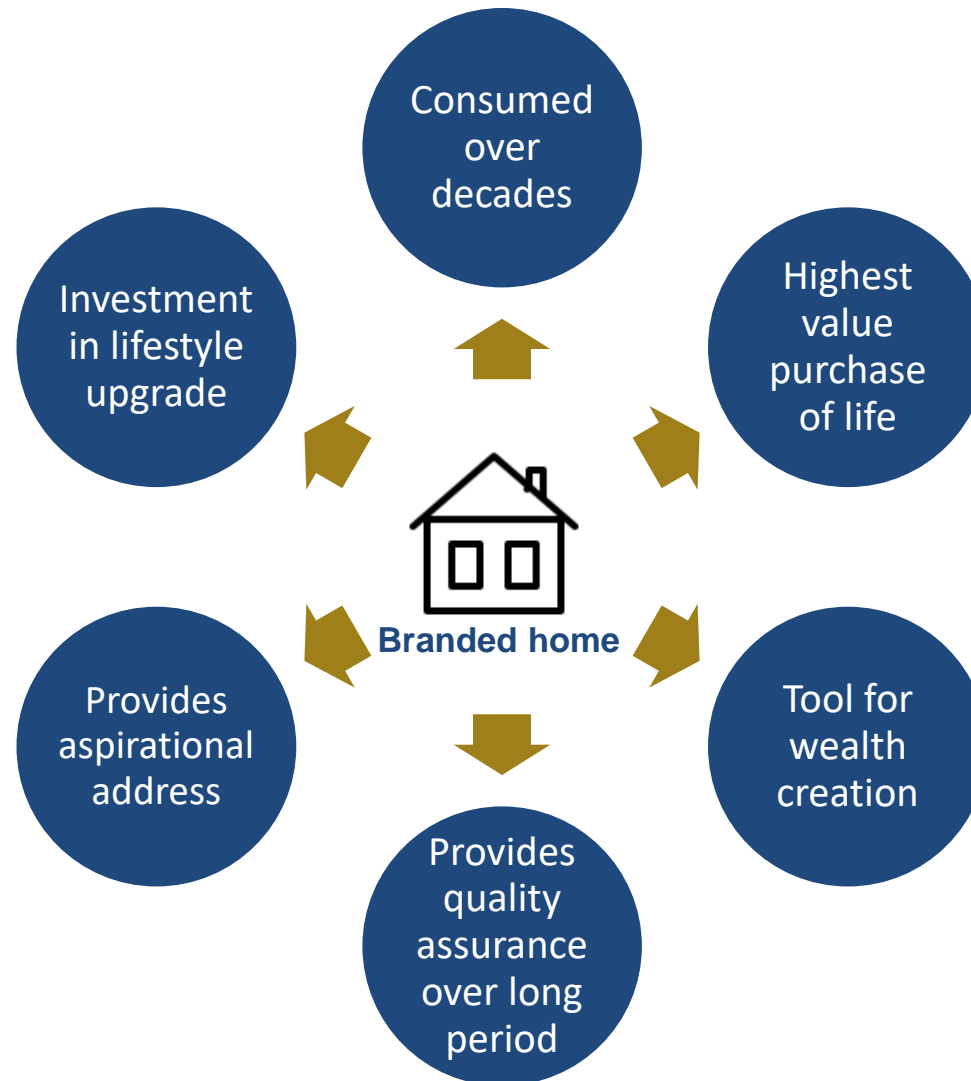 Consumed
over
decades
Highest
value
purchase
of life
Tool for
wealth
creation
Provides
quality
assurance
over long
period
Provides
aspirational
address
Investment
in lifestyle
upgrade
Branded home